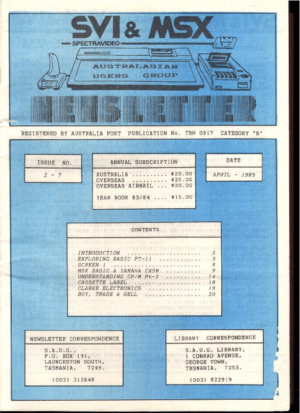 SVI & MSX
SPECTRAVIDEO
AUSTRALASIAN
USERS GROUP
NEWSLETTER
REGISTERED BY AUSTRALIA POST PUBLICATION No. TBH 0917 CATEGORY "B"
ISSUE NO.
2 - 7
ANNUAL SUBSCRIPTION
AUSTRALIA .......... $20.00
OVERSEAS ........... $25.00
OVERSEAS AIRMAIL ... $30.00
YEAR BOOK 83/84 .... $15.00
DATE
APRIL - 1985
CONTENTS
INTRODUCTION ................ 2
EXPLORING BASIC PT-11 ....... 3
SCREEN 1 ....................
MSX BASIC & YAMAHA CX5M ..... 9
UNDERSTANDING CP/M Pt-2 ..... 14
CASSETTE LABEL .............. 18
CLARKE ELECTRONICS .......... 19
BUY, TRADE & SELL ........... 20
NEWSLETTER CORRESPONDENCE
S.A.U.G.,
P.O. BOX 191,
LAUNCESTON SOUTH,
TASMANIA, 7249.
(003) 312648
LIBRARY CORRESPONDENCE
S.A.U.G. LIBRARY,
1 CONRAD AVENUE,
GEORGE TOWN,
TASMANIA, 7253.
(003) 822919